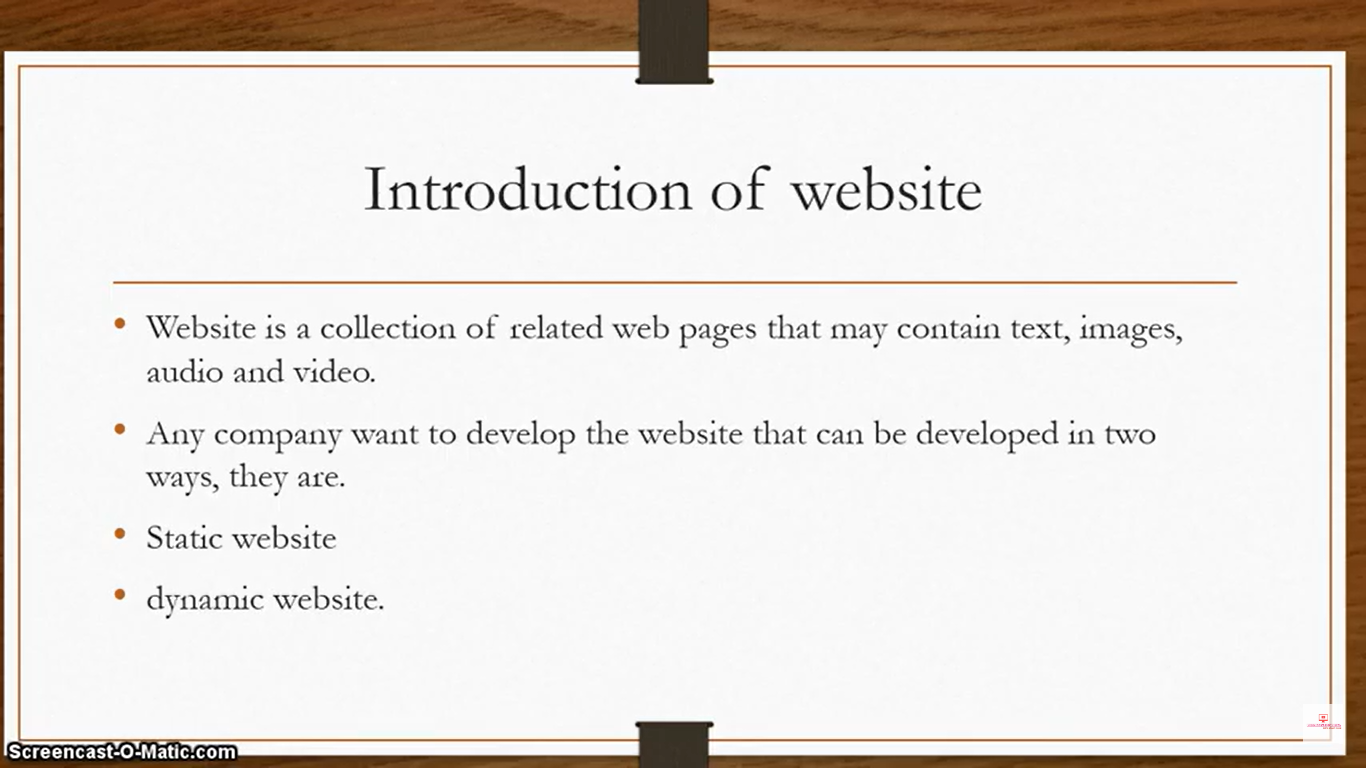 Introduction of website
• Website is a collection of related web pages that may contain text, images,
audio and video.
• Any company want to develop the website that can be developed in two
ways, they are.
• Static website
• dynamic website.
Screencast-O-Matic.com